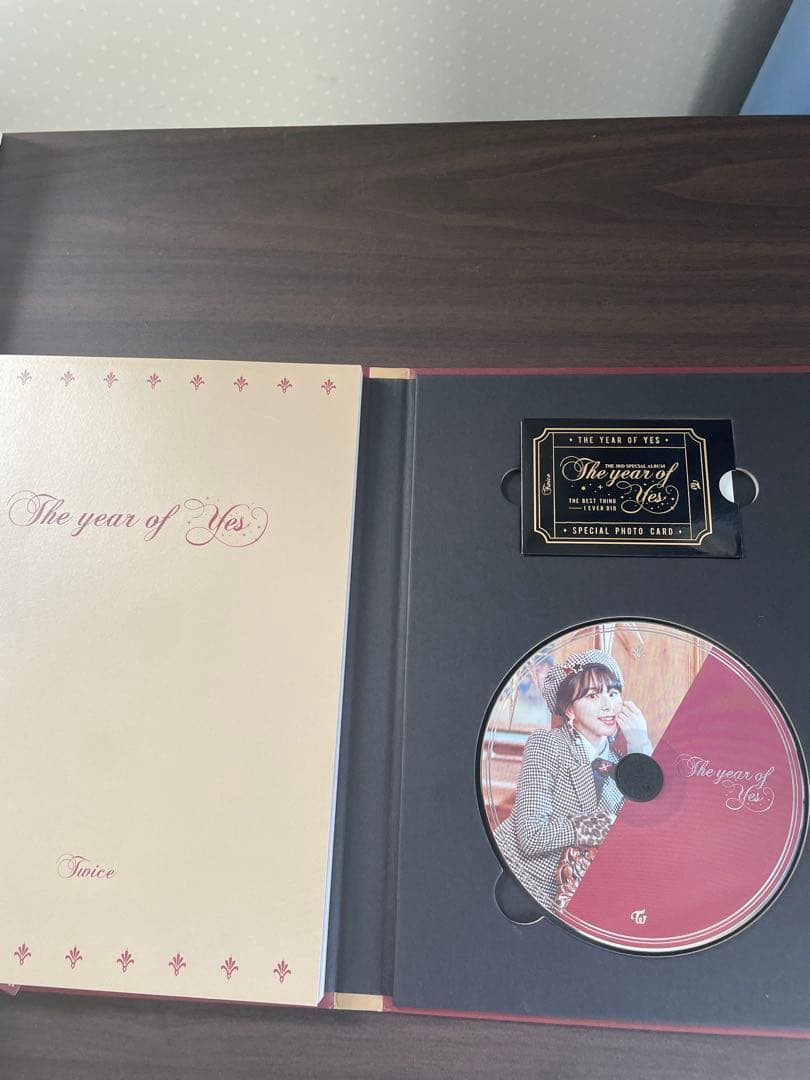 The year of Yes
Twice
• THE YEAR OF YES •
THE 3RD SPECIAL ALBUM
The year of
Yes
THE BEST THING
I EVER DID
Twice
• SPECIAL PHOTO CARD •
The year of
Yes